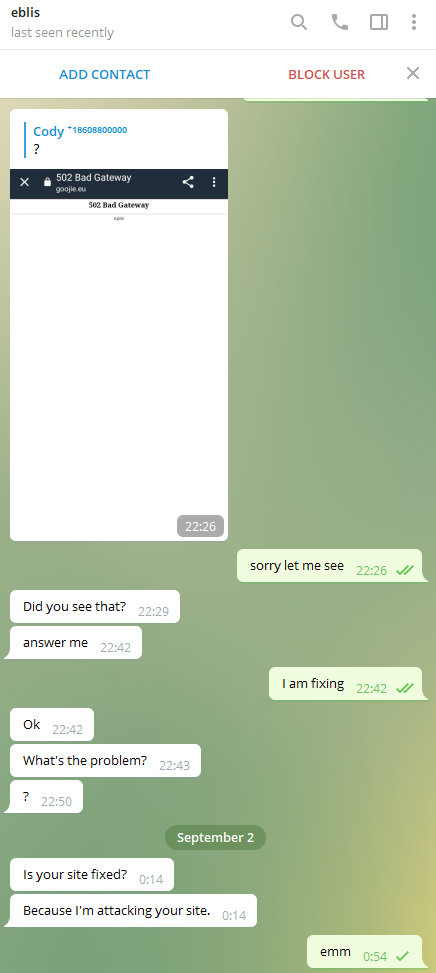 eblis
last seen recently
ADD CONTACT
BLOCK USER
Cody +18608800000
?
502 Bad Gateway
goojie.eu
502 Bad Gateway
nginx
22:26
sorry let me see 22:26
Did you see that? 22:29
answer me 22:42
I am fixing 22:42
Ok 22:42
What's the problem? 22:43
? 22:50
September 2
Is your site fixed? 0:14
Because I'm attacking your site. 0:14
emm 0:54